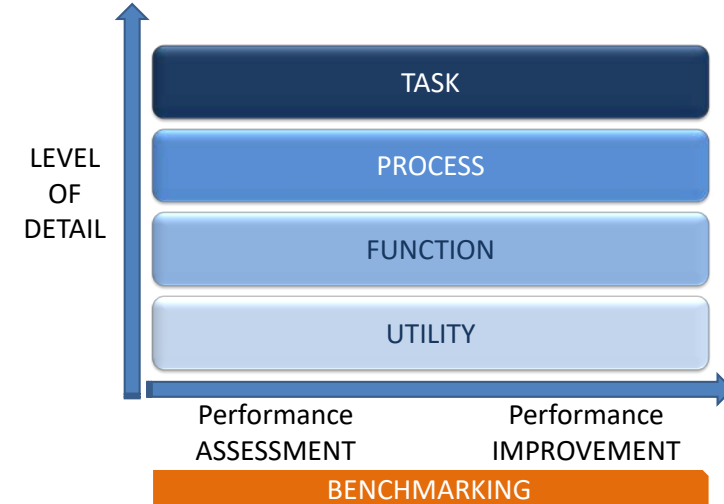 TASK
PROCESS
FUNCTION
UTILITY
LEVEL
OF
DETAIL
Performance
ASSESSMENT
Performance
IMPROVEMENT
BENCHMARKING